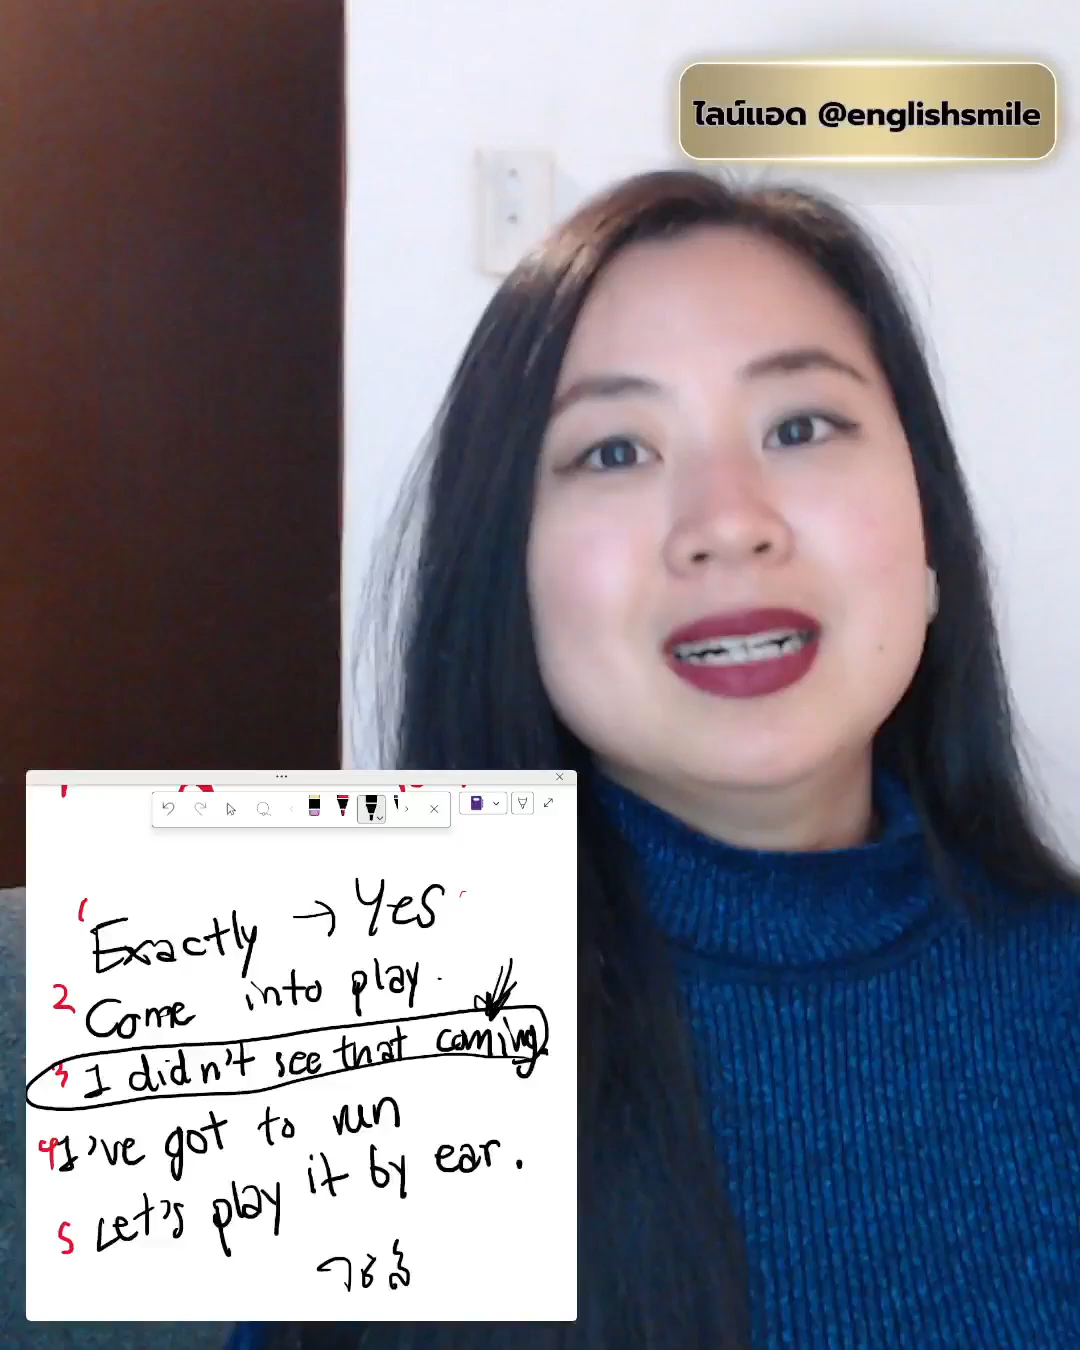 ไลน์แอด @englishsmile
1 Exactly → Yes
2 Come into play.
3 I didn't see that coming.
4 I've got to run
5 Let's play it by ear.